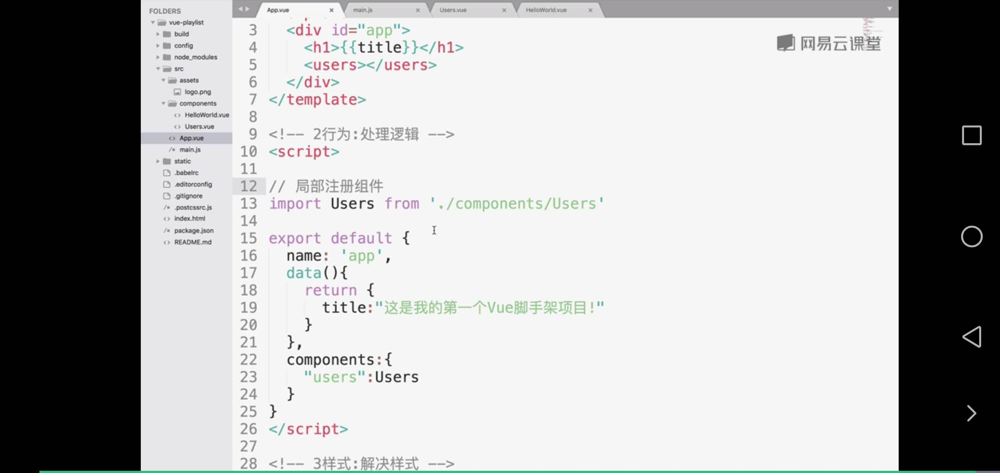 FOLDERS
vue-playlist
build
config
node_modules
src
assets
logo.png
components
HelloWorld.vue
Users.vue
App.vue
main.js
static
.babelrc
.editorconfig
.gitignore
.postcssrc.js
index.html
package.json
README.md
App.vue
main.js
Users.vue
HelloWorld.vue
网易云课堂
3 <div id="app">
4 <h1>{{title}}</h1>
5 <users></users>
6 </div>
7 </template>
8
9 <!-- 2行为:处理逻辑 -->
10 <script>
11
12 // 局部注册组件
13 import Users from './components/Users'
14
15 export default {
16 name: 'app',
17 data(){
18 return {
19 title:"这是我的第一个Vue脚手架项目!"
20 }
21 },
22 components:{
23 "users":Users
24 }
25 }
26 </script>
27
28 <!-- 3样式:解决样式 -->